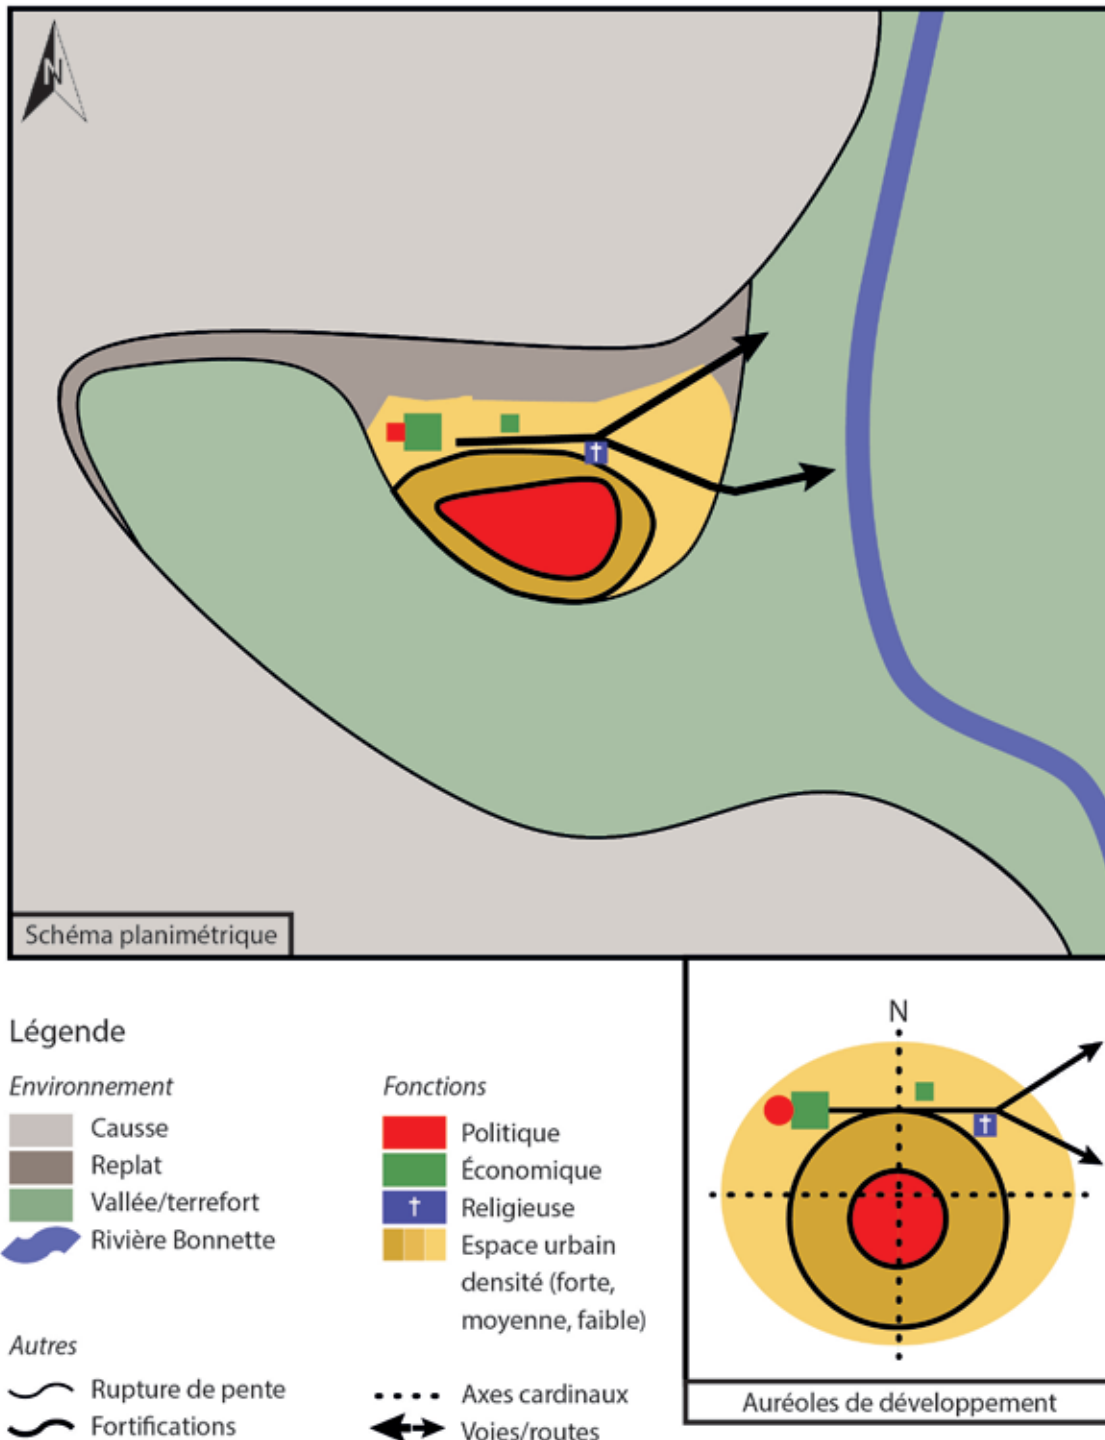 N
Schéma planimétrique
Légende
Environnement
Causse
Replat
Vallée/terrefort
Rivière Bonnette
Fonctions
Politique
Économique
Religieuse
Espace urbain
densité (forte,
moyenne, faible)
Autres
Rupture de pente
Fortifications
Axes cardinaux
Voies/routes
N
Auréoles de développement